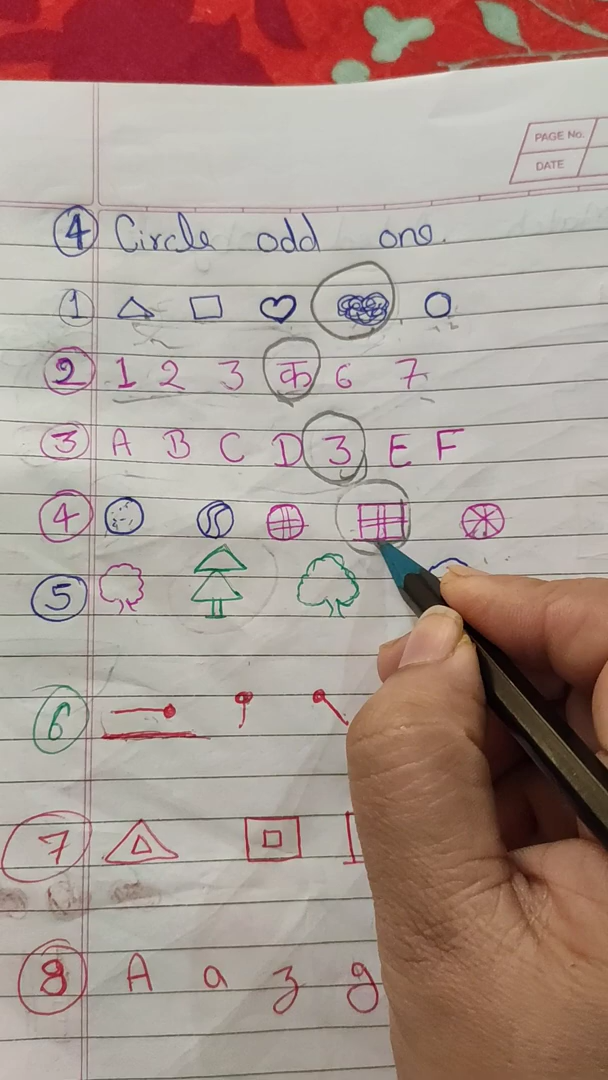 PAGE No.
DATE
4 Circle odd one.
1
2 1 2 3 क 6 7
3 A B C D 3 E F
4
5
6
7
8 A a z g